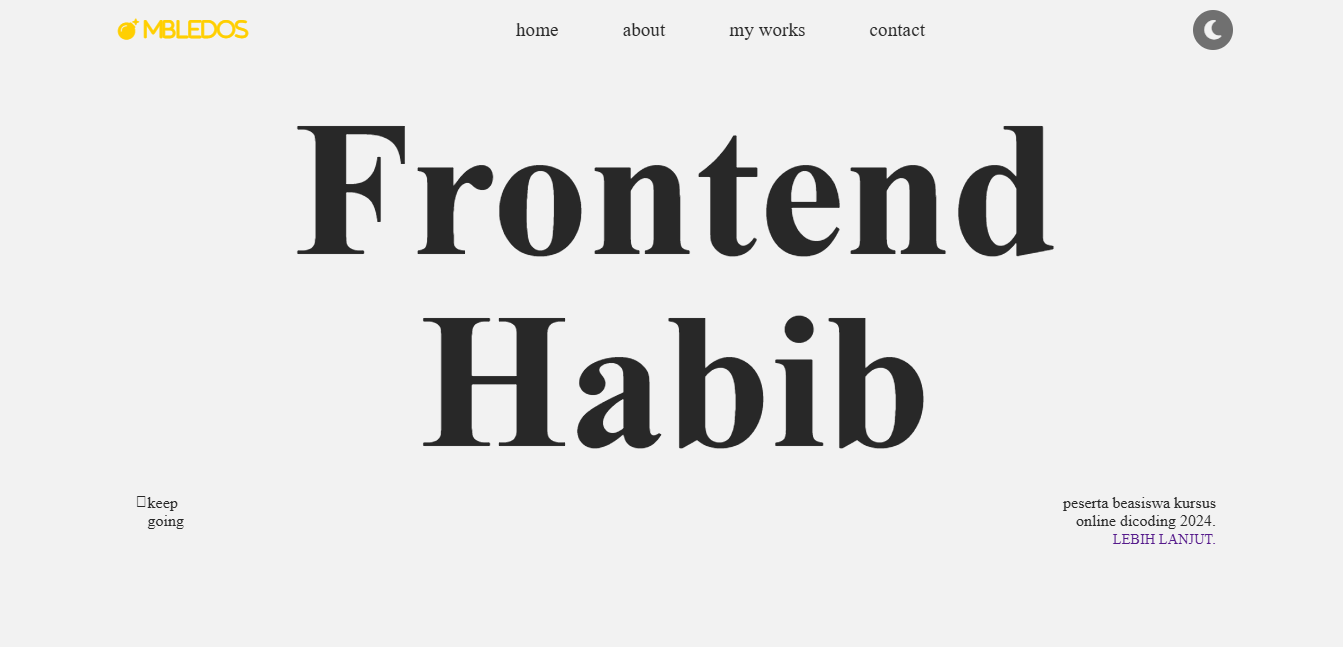 MBLEDOS
home about my works contact
Frontend
Habib
keep
going
peserta beasiswa kursus
online dicoding 2024.
LEBIH LANJUT.